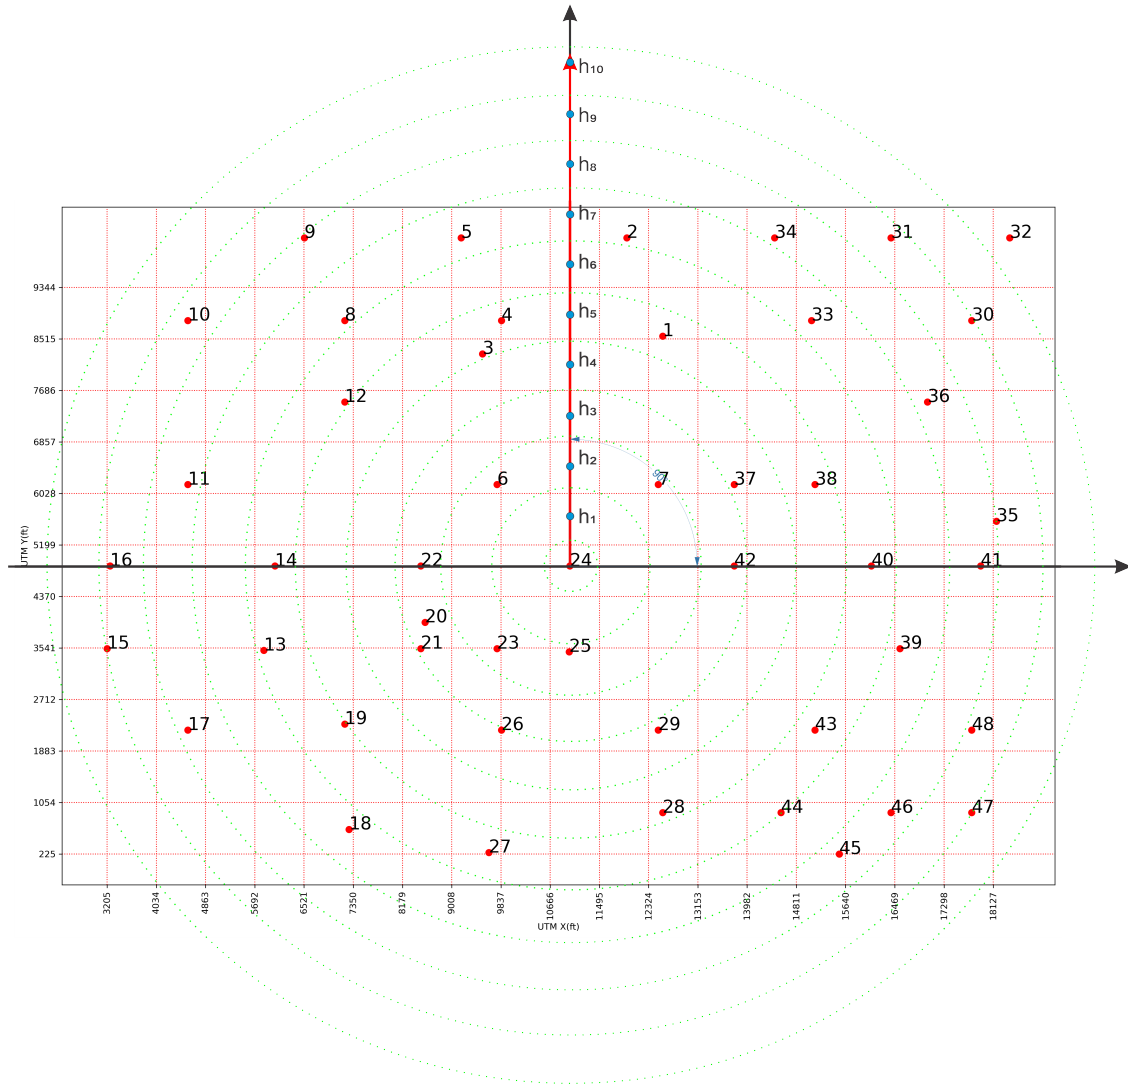 h₁₀
h₉
h₈
h₇
9 5 2 34 31 32
h₆
9344
10 8 4 h₅ 33 30
1
8515
3 h₄
7686
12 h₃ 36
6857
h₂
11 6 90° 7 37 38
6028
h₁ 35
5199
UTM Y(ft)
16 14 22 24 42 40 41
4370
20
15 13 21 23 25 39
3541
2712
17 19 26 29 43 48
1883
1054
18 28 44 46 47
27 45
225
3205 4034 4863 5692 6521 7350 8179 9008 9837 10666 11495 12324 13153 13982 14811 15640 16469 17298 18127
UTM X(ft)